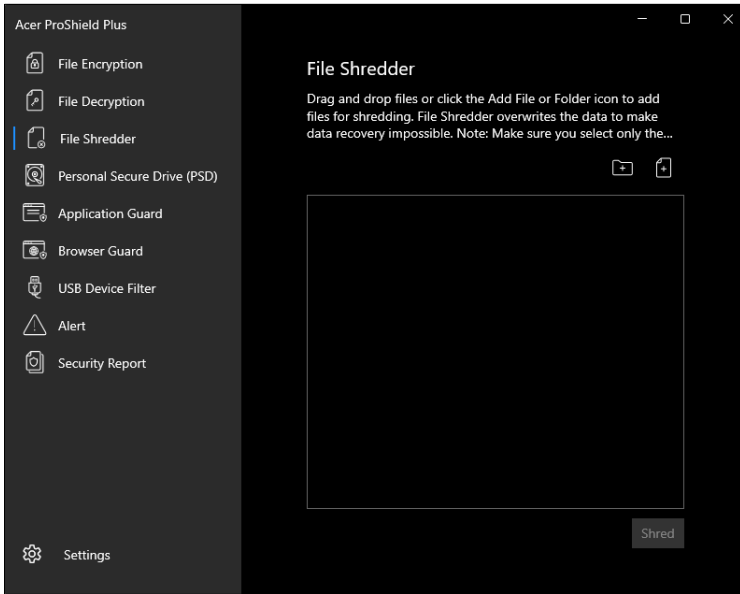 Acer ProShield Plus
File Encryption
File Decryption
File Shredder
Personal Secure Drive (PSD)
Application Guard
Browser Guard
USB Device Filter
Alert
Security Report
Settings
File Shredder
Drag and drop files or click the Add File or Folder icon to add
files for shredding. File Shredder overwrites the data to make
data recovery impossible. Note: Make sure you select only the...
Shred